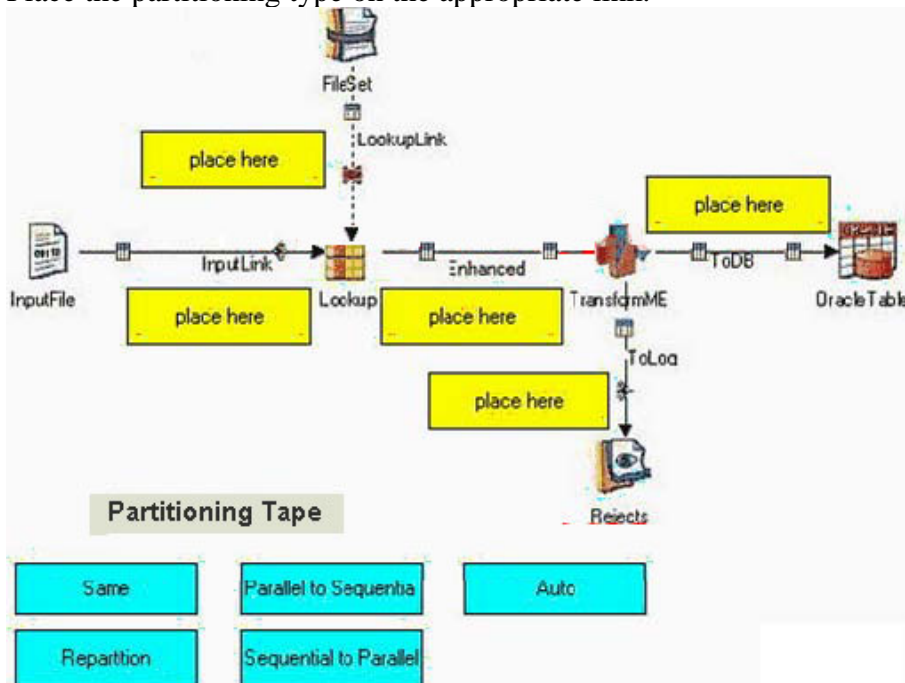 Place the partitioning type on the appropriate link.
FileSet
LookupLink
place here
place here
InputLink
Enhanced
ToDB
InputFile
Lookup
TransformME
OracleTable
place here
place here
ToLog
place here
Rejects
Partitioning Tape
Same
Parallel to Sequentia
Auto
Repartition
Sequential to Parallel